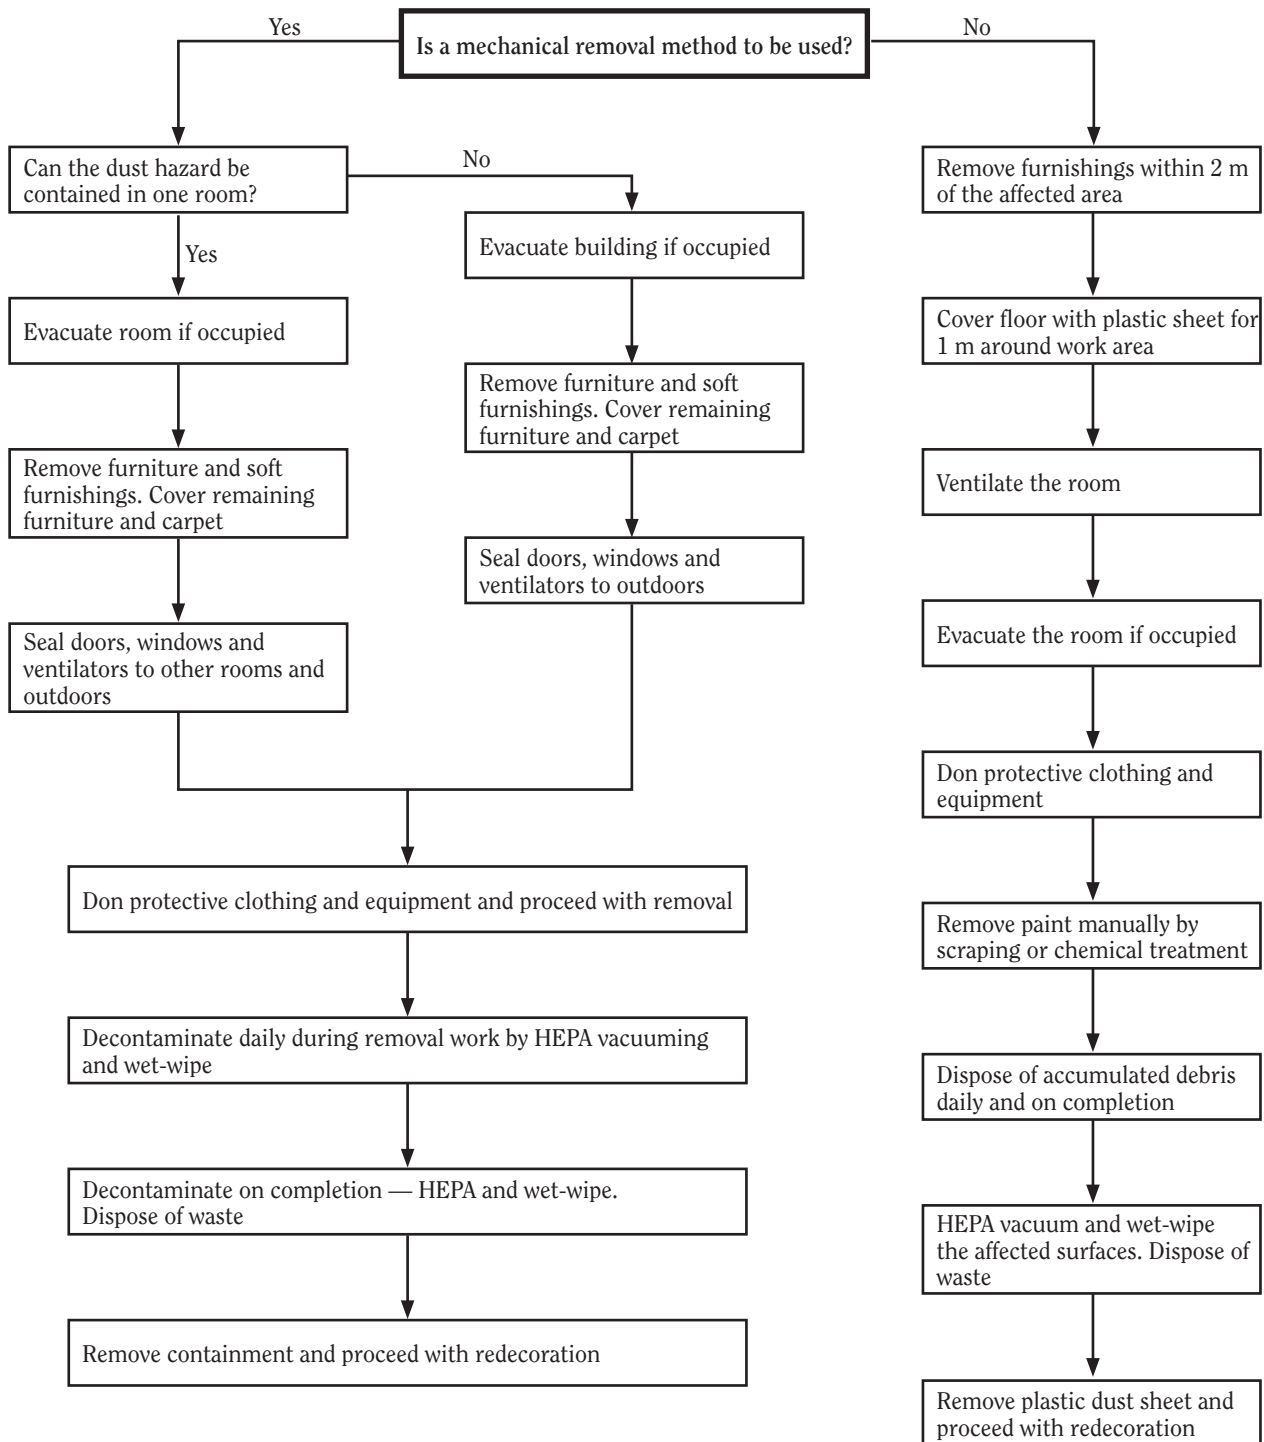 Yes
Is a mechanical removal method to be used?
No
Can the dust hazard be
contained in one room?
No
Yes
Evacuate room if occupied
Remove furniture and soft
furnishings. Cover remaining
furniture and carpet
Seal doors, windows and
ventilators to other rooms and
outdoors
Evacuate building if occupied
Remove furniture and soft
furnishings. Cover remaining
furniture and carpet
Seal doors, windows and
ventilators to outdoors
Don protective clothing and equipment and proceed with removal
Decontaminate daily during removal work by HEPA vacuuming
and wet-wipe
Decontaminate on completion — HEPA and wet-wipe.
Dispose of waste
Remove containment and proceed with redecoration
Remove furnishings within 2 m
of the affected area
Cover floor with plastic sheet for
1 m around work area
Ventilate the room
Evacuate the room if occupied
Don protective clothing and
equipment
Remove paint manually by
scraping or chemical treatment
Dispose of accumulated debris
daily and on completion
HEPA vacuum and wet-wipe
the affected surfaces. Dispose of
waste
Remove plastic dust sheet and
proceed with redecoration